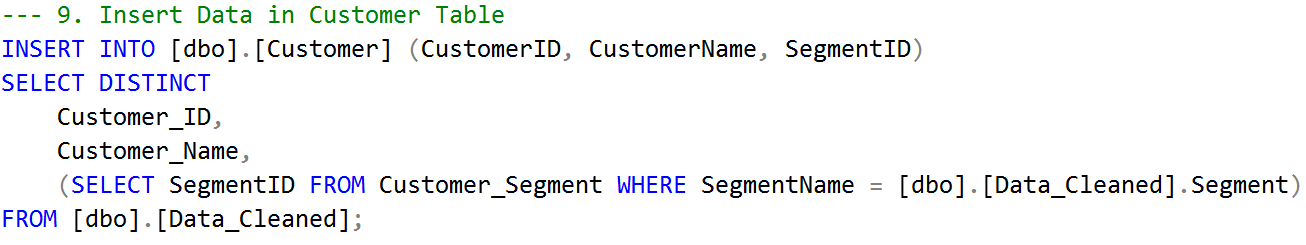 --- 9. Insert Data in Customer Table
INSERT INTO [dbo].[Customer] (CustomerID, CustomerName, SegmentID)
SELECT DISTINCT
    Customer_ID,
    Customer_Name,
    (SELECT SegmentID FROM Customer_Segment WHERE SegmentName = [dbo].[Data_Cleaned].Segment)
FROM [dbo].[Data_Cleaned];